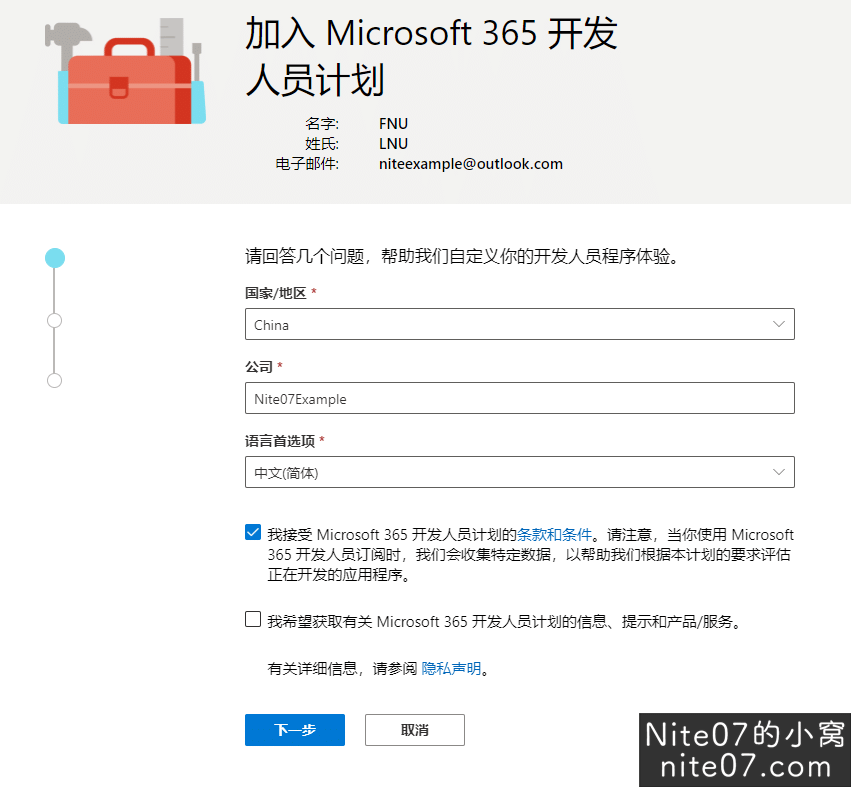 加入 Microsoft 365 开发
人员计划
名字: FNU
姓氏: LNU
电子邮件: niteexample@outlook.com
请回答几个问题，帮助我们自定义你的开发人员程序体验。
国家/地区 *
China
公司 *
Nite07Example
语言首选项 *
中文(简体)
我接受 Microsoft 365 开发人员计划的条款和条件。请注意，当你使用 Microsoft
365 开发人员订阅时，我们会收集特定数据，以帮助我们根据本计划的要求评估
正在开发的应用程序。
我希望获取有关 Microsoft 365 开发人员计划的信息、提示和产品/服务。
有关详细信息，请参阅 隐私声明。
下一步 取消
Nite07的小窝
nite07.com